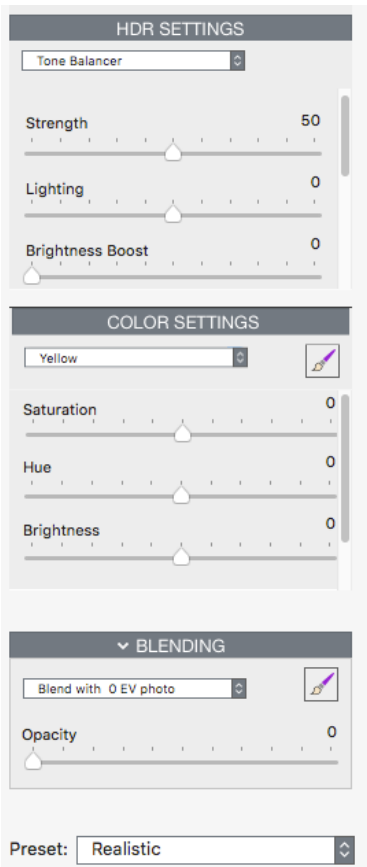 HDR SETTINGS
Tone Balancer
Strength 50
Lighting 0
Brightness Boost 0
COLOR SETTINGS
Yellow
Saturation 0
Hue 0
Brightness 0
BLENDING
Blend with 0 EV photo
Opacity 0
Preset: Realistic